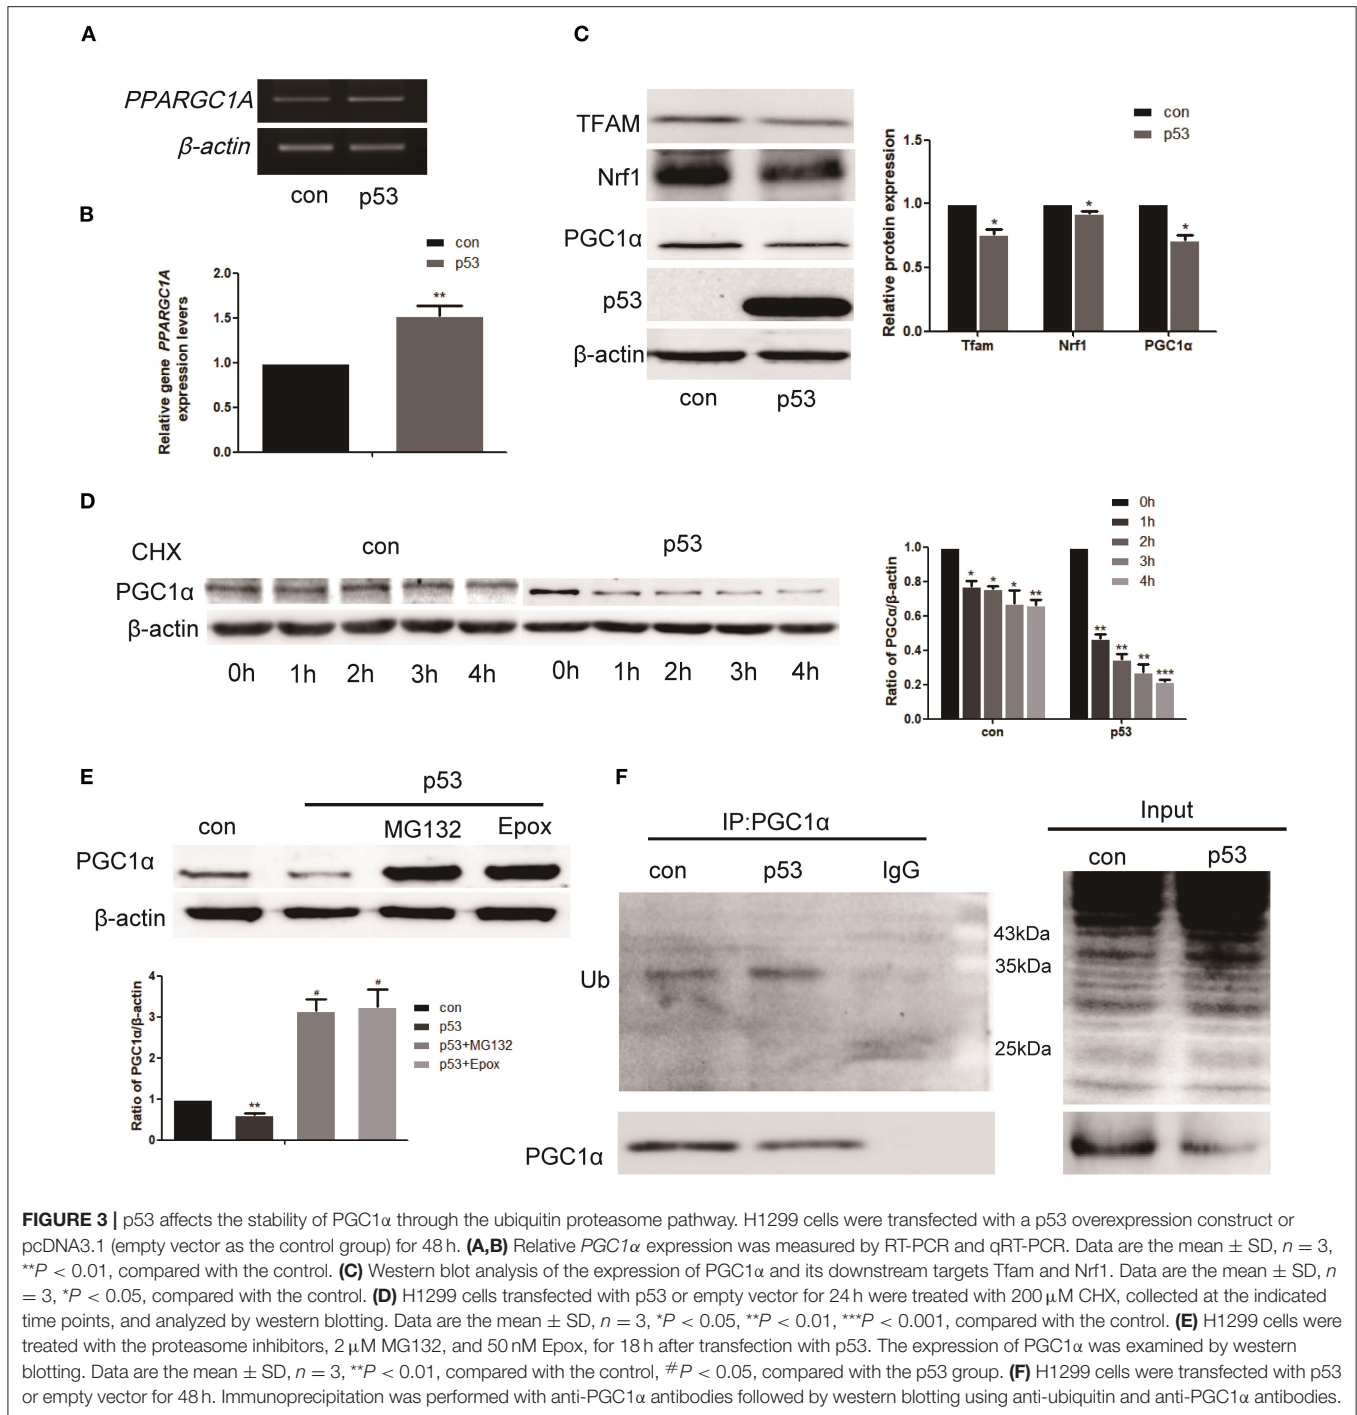 A
PPARGC1A
β-actin
con p53
B
con
p53
Relative gene PPARGC1A
expression levers
2.0
1.5
1.0
0.5
0.0
**
C
TFAM
Nrf1
PGC1α
p53
β-actin
con p53
con
p53
Relative protein expression
1.5
1.0
0.5
0.0
* * *
Tfam Nrf1 PGC1α
D
CHX con p53
PGC1α
β-actin
0h 1h 2h 3h 4h 0h 1h 2h 3h 4h
0h
1h
2h
3h
4h
Ratio of PGCα/β-actin
1.0
0.8
0.6
0.4
0.2
0.0
* * * ** ** ** ** ***
con p53
E
p53
con MG132 Epox
PGC1α
β-actin
Ratio of PGC1α/β-actin
4
3
2
1
0
** # #
con
p53
p53+MG132
p53+Epox
F
IP:PGC1α Input
con p53 IgG con p53
43kDa
35kDa
Ub
25kDa
PGC1α
FIGURE 3 | p53 affects the stability of PGC1α through the ubiquitin proteasome pathway. H1299 cells were transfected with a p53 overexpression construct or
pcDNA3.1 (empty vector as the control group) for 48 h. (A,B) Relative PGC1α expression was measured by RT-PCR and qRT-PCR. Data are the mean ± SD, n = 3,
**P < 0.01, compared with the control. (C) Western blot analysis of the expression of PGC1α and its downstream targets Tfam and Nrf1. Data are the mean ± SD, n
= 3, *P < 0.05, compared with the control. (D) H1299 cells transfected with p53 or empty vector for 24 h were treated with 200 μM CHX, collected at the indicated
time points, and analyzed by western blotting. Data are the mean ± SD, n = 3, *P < 0.05, **P < 0.01, ***P < 0.001, compared with the control. (E) H1299 cells were
treated with the proteasome inhibitors, 2 μM MG132, and 50 nM Epox, for 18 h after transfection with p53. The expression of PGC1α was examined by western
blotting. Data are the mean ± SD, n = 3, **P < 0.01, compared with the control, #P < 0.05, compared with the p53 group. (F) H1299 cells were transfected with p53
or empty vector for 48 h. Immunoprecipitation was performed with anti-PGC1α antibodies followed by western blotting using anti-ubiquitin and anti-PGC1α antibodies.